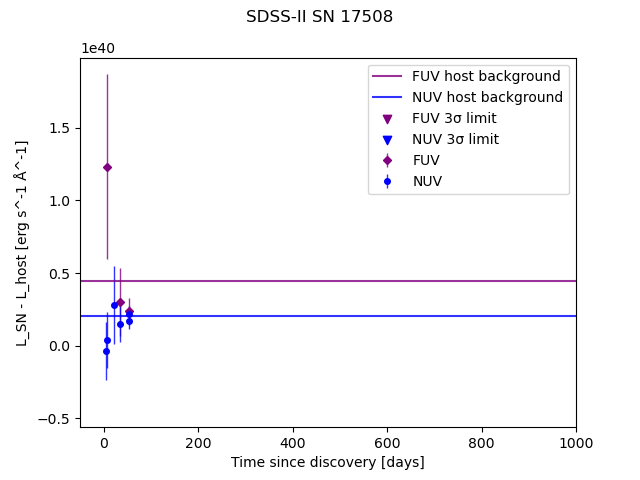 SDSS-II SN 17508
1e40
FUV host background
NUV host background
FUV 3σ limit
NUV 3σ limit
FUV
NUV
1.5
1.0
0.5
0.0
−0.5
L_SN - L_host [erg s^-1 Å^-1]
0 200 400 600 800 1000
Time since discovery [days]